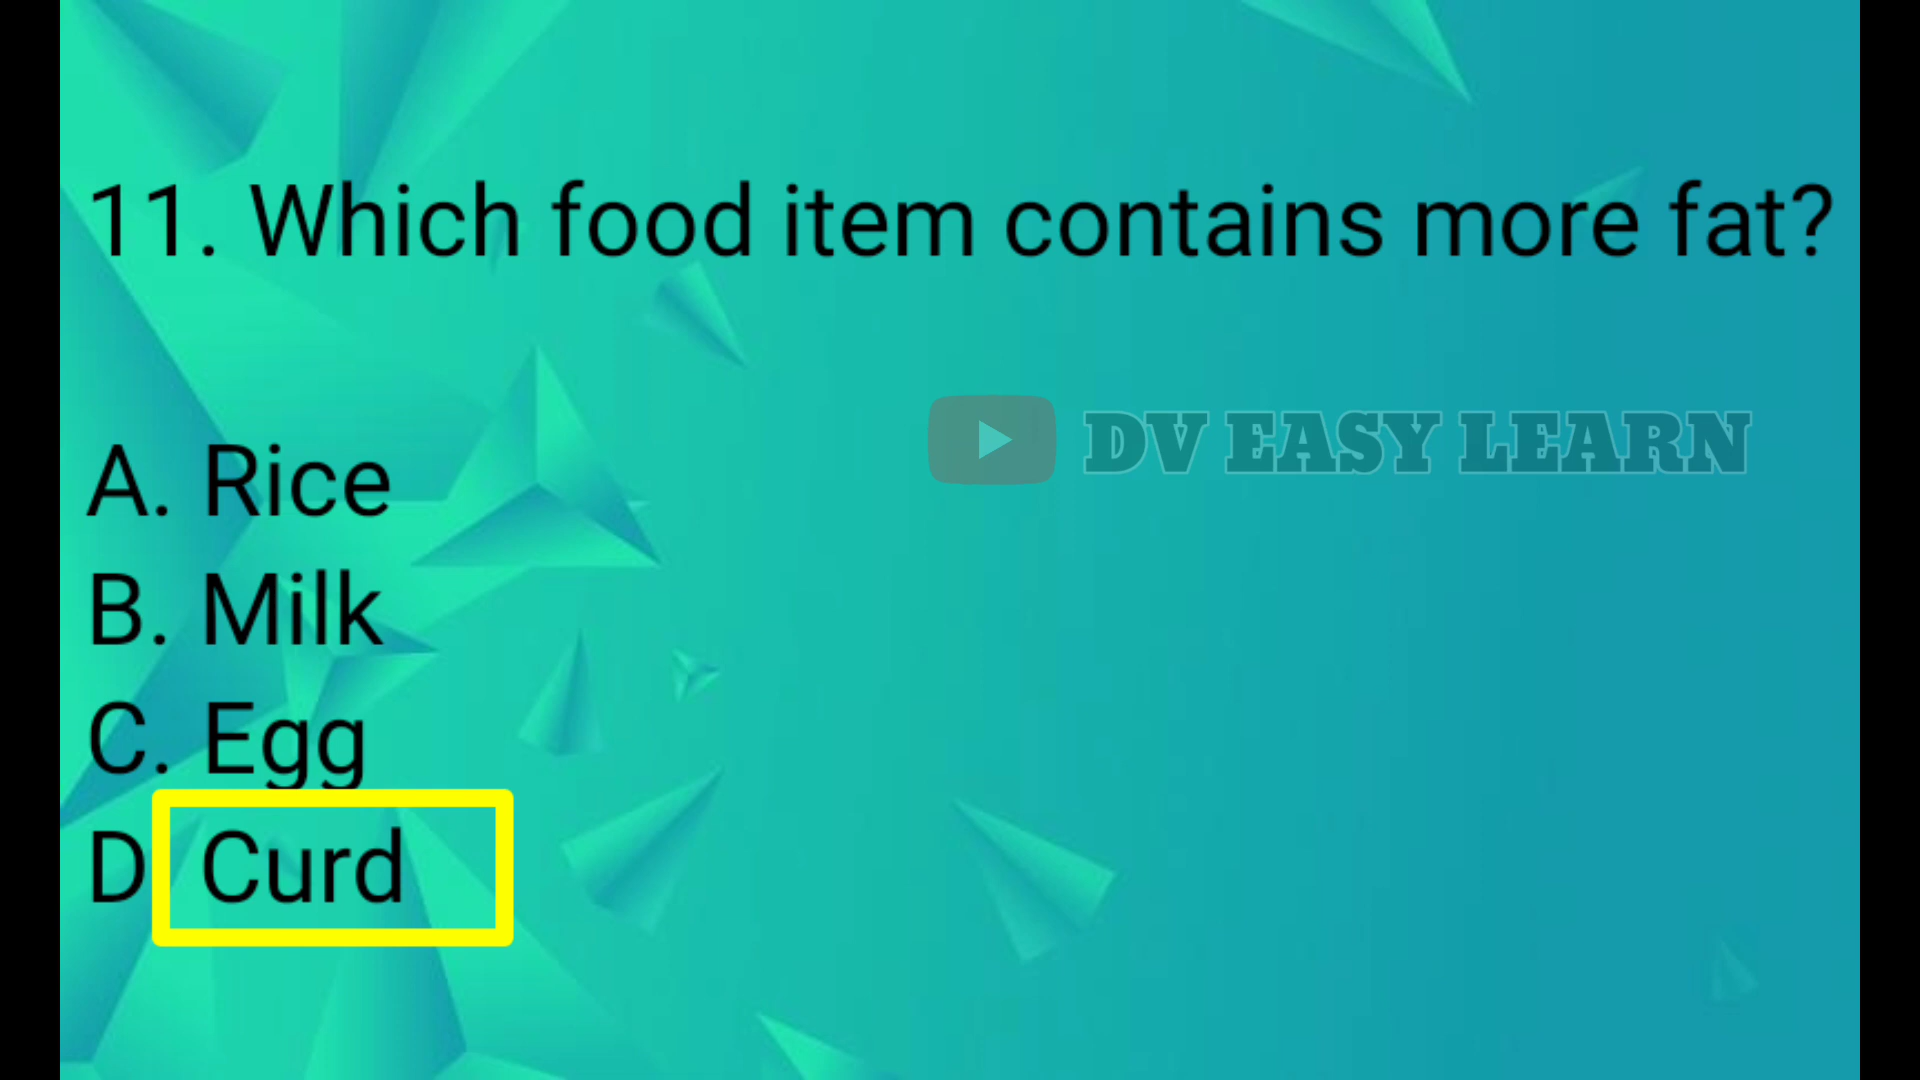 11. Which food item contains more fat?
DV EASY LEARN
A. Rice
B. Milk
C. Egg
D Curd